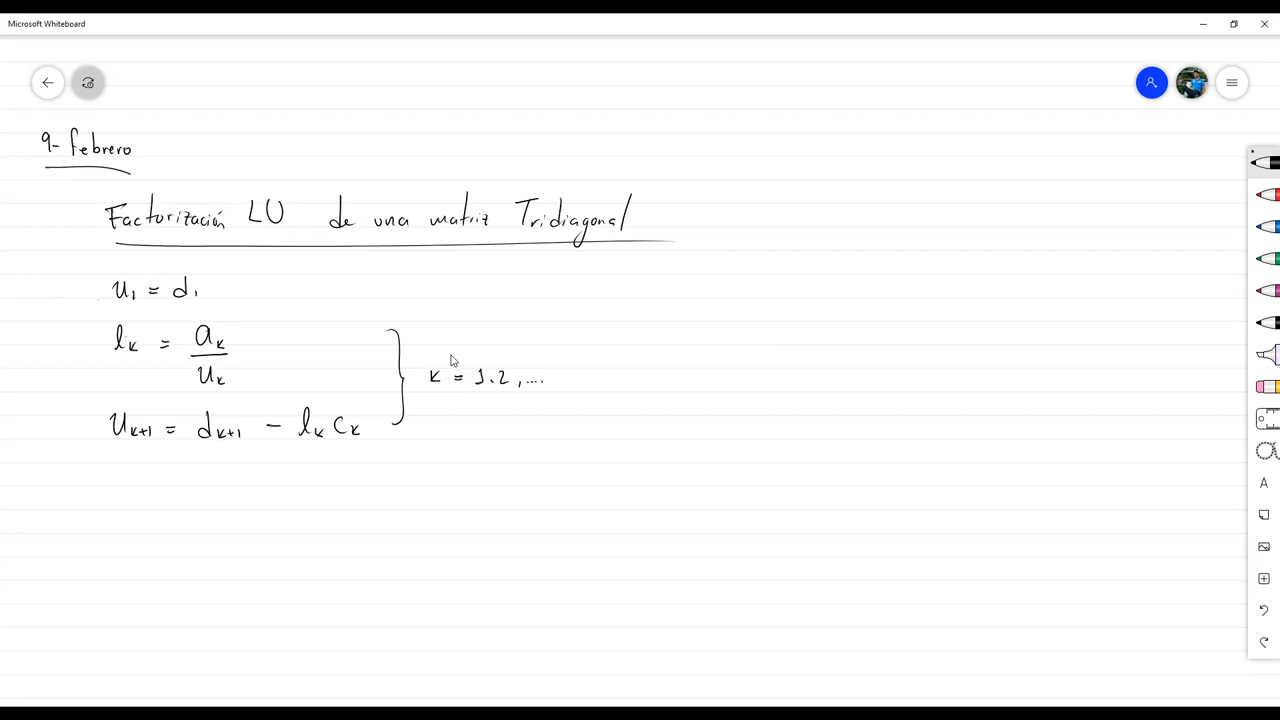 Microsoft Whiteboard
9- febrero
Factorización LU de una matriz Tridiagonal
u₁ = d₁
lₖ = aₖ / uₖ
uₖ₊₁ = dₖ₊₁ - lₖ cₖ
k = 1.2, ....
A